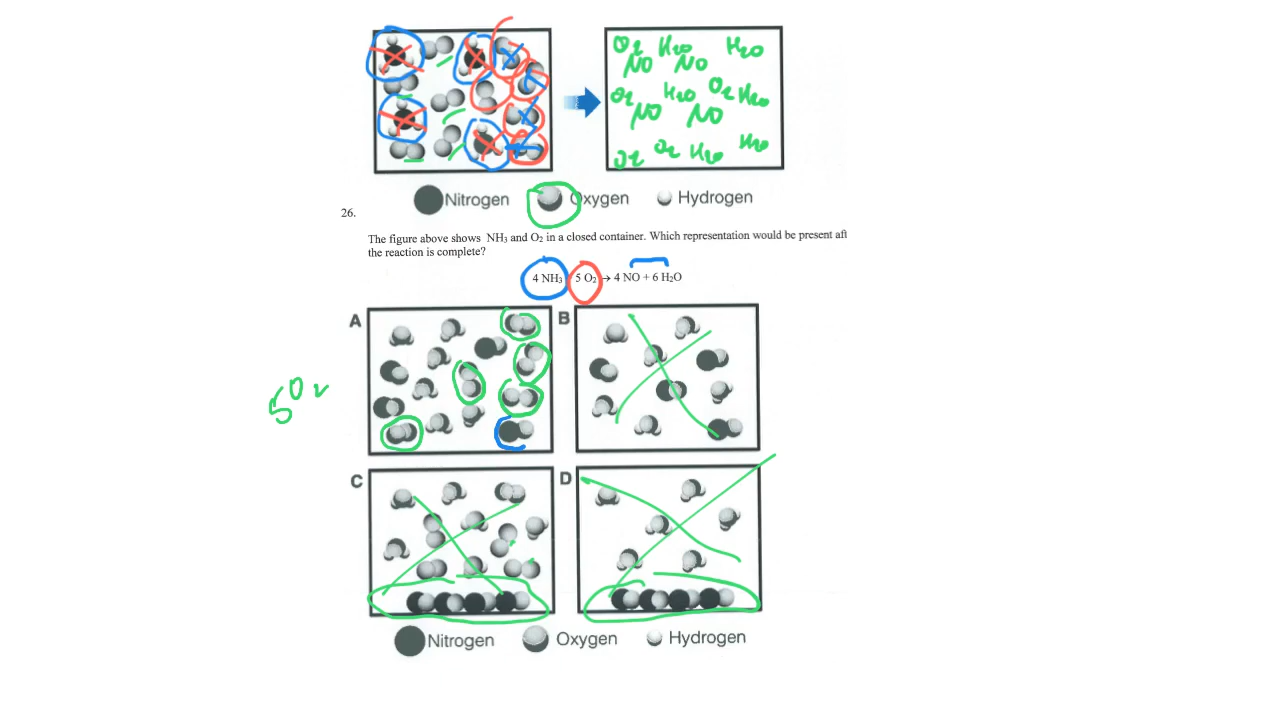 O2 H2O H2O
NO NO
O2 H2O O2 H2O
NO NO
O2 O2 H2O H2O
Nitrogen Oxygen Hydrogen
26.
The figure above shows NH3 and O2 in a closed container. Which representation would be present aft
the reaction is complete?
4 NH3 5 O2 → 4 NO + 6 H2O
A B
5 O2
C D
Nitrogen Oxygen Hydrogen